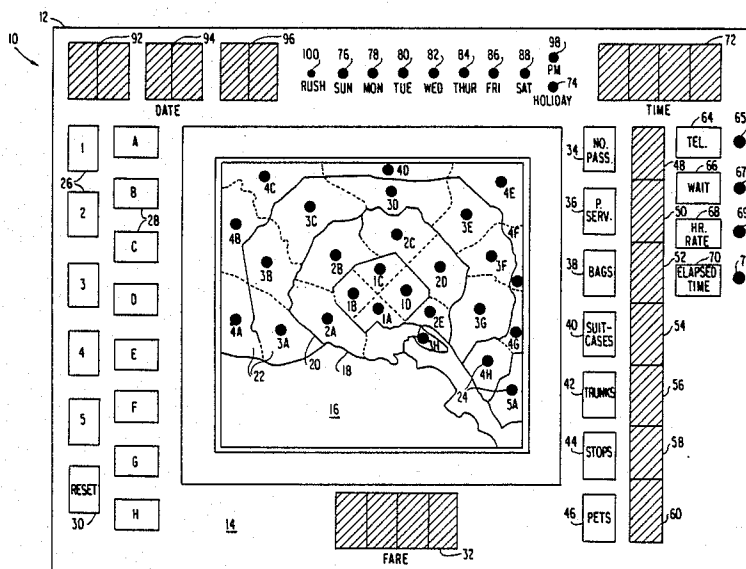 12
10
92 94 96
100 76 78 80 82 84 86 88 98 72
RUSH SUN MON TUE WED THUR FRI SAT PM
74
HOLIDAY
DATE
TIME
64
65
1 A
34
NO. PASS.
TEL.
48
26
66
67
4C 4D 4E
3D
B
WAIT
2
28
36
P. SERV.
50
3C 3E
68
69
4B 2C 4F
HR. RATE
C
52
70
2B 3F
38
BAGS
ELAPSED TIME
3B 1C 2D
3
D
1B 1D
40
SUIT-CASES
54
4A 3A 2A 1A 2E 3G
4
E
3H 4G
22 20 18
4H
42
TRUNKS
56
F
24
5A
5
16
44
STOPS
58
G
RESET
30
H
14
46
PETS
60
FARE
32